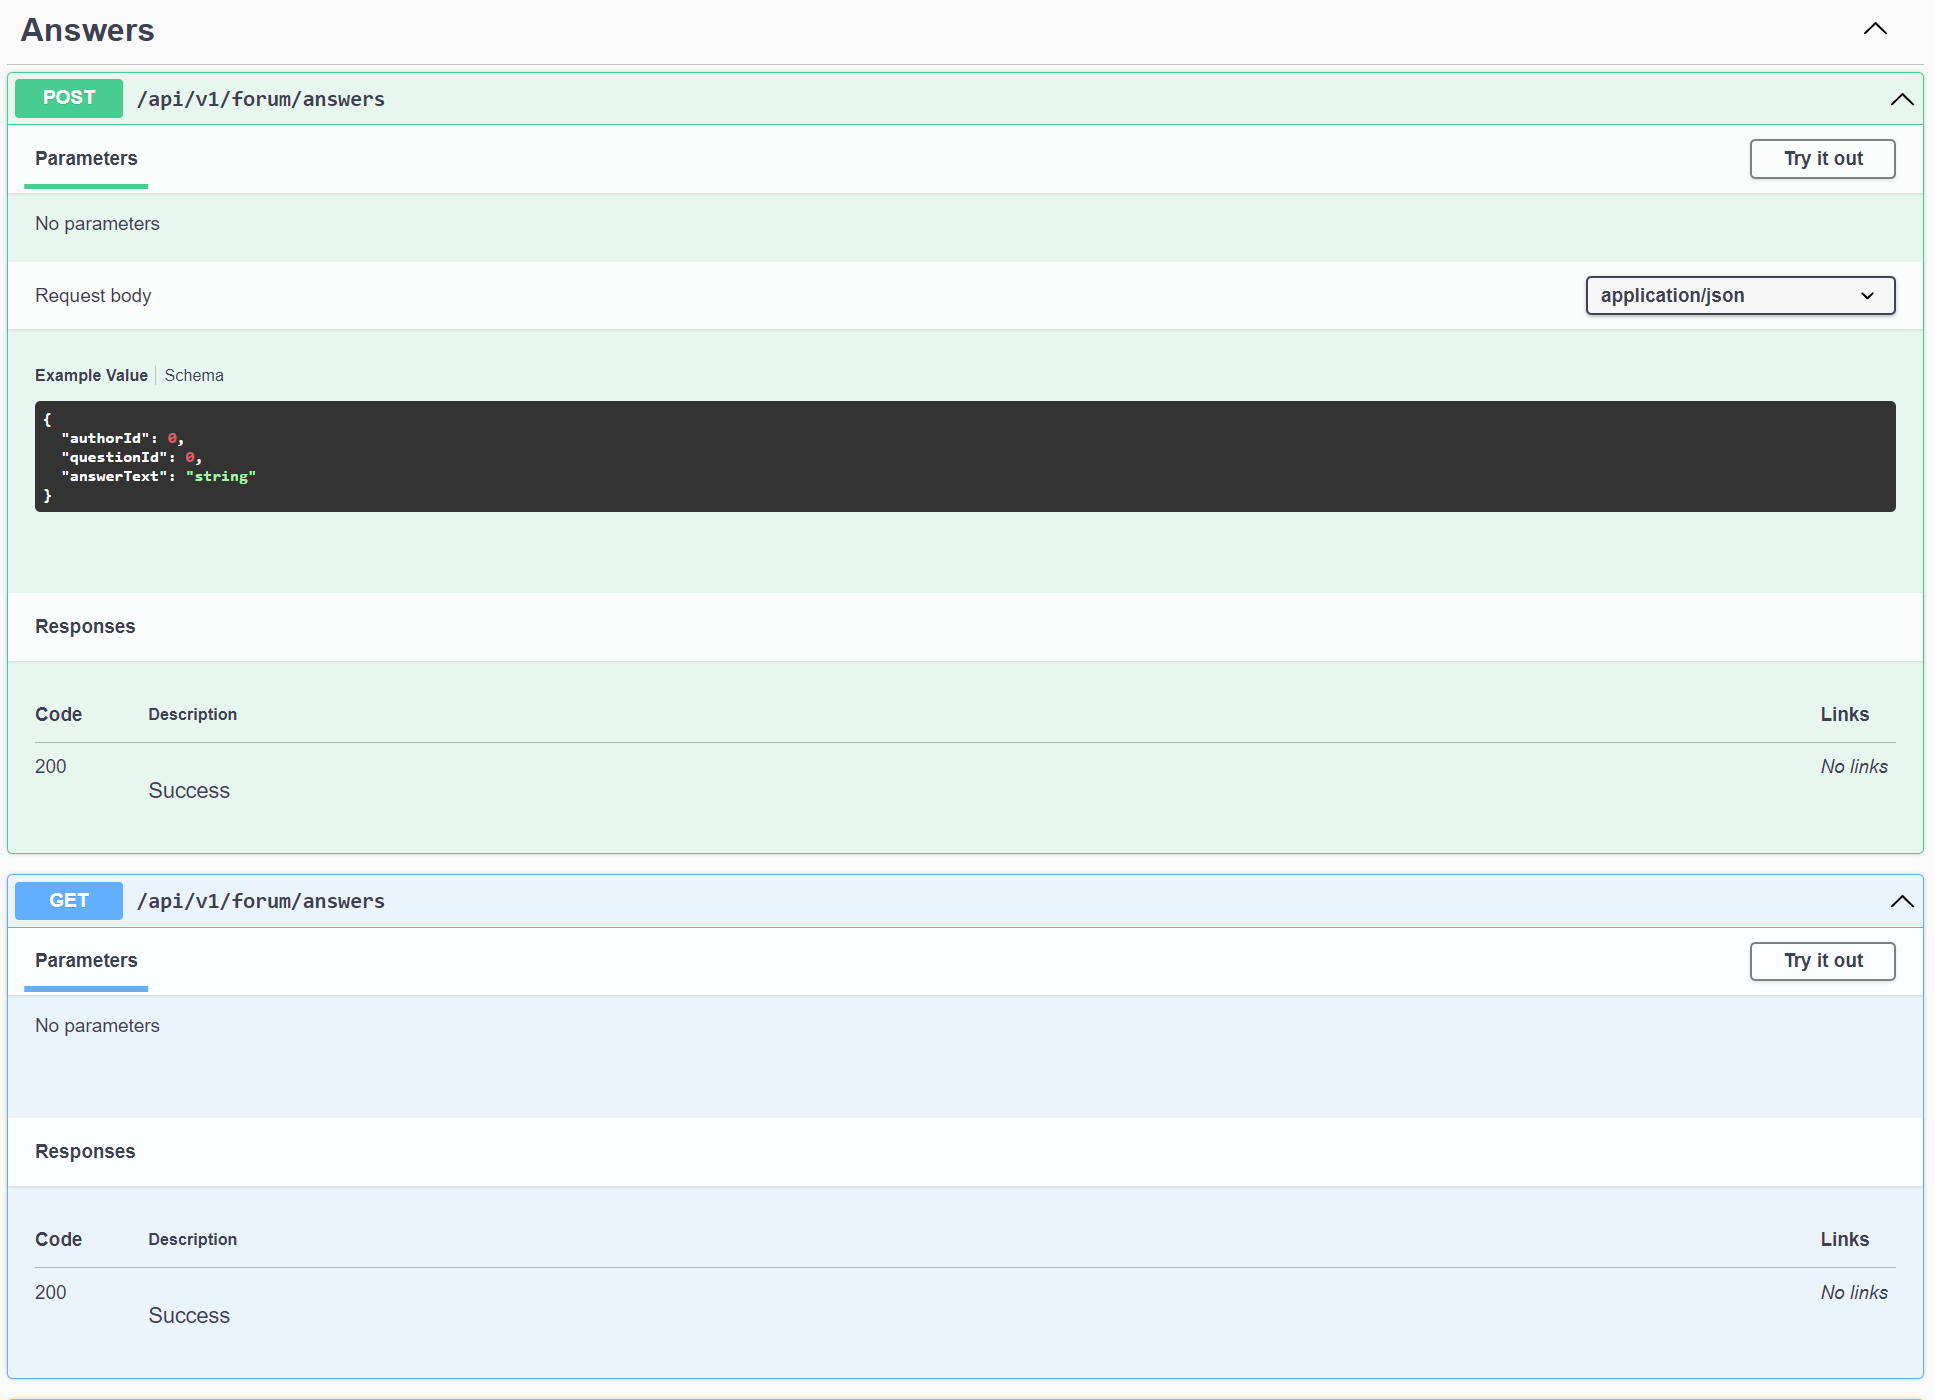 Answers
POST /api/v1/forum/answers
Parameters Try it out
No parameters
Request body application/json
Example Value Schema
{
  "authorId": 0,
  "questionId": 0,
  "answerText": "string"
}
Responses
Code Description Links
200 No links
Success
GET /api/v1/forum/answers
Parameters Try it out
No parameters
Responses
Code Description Links
200 No links
Success